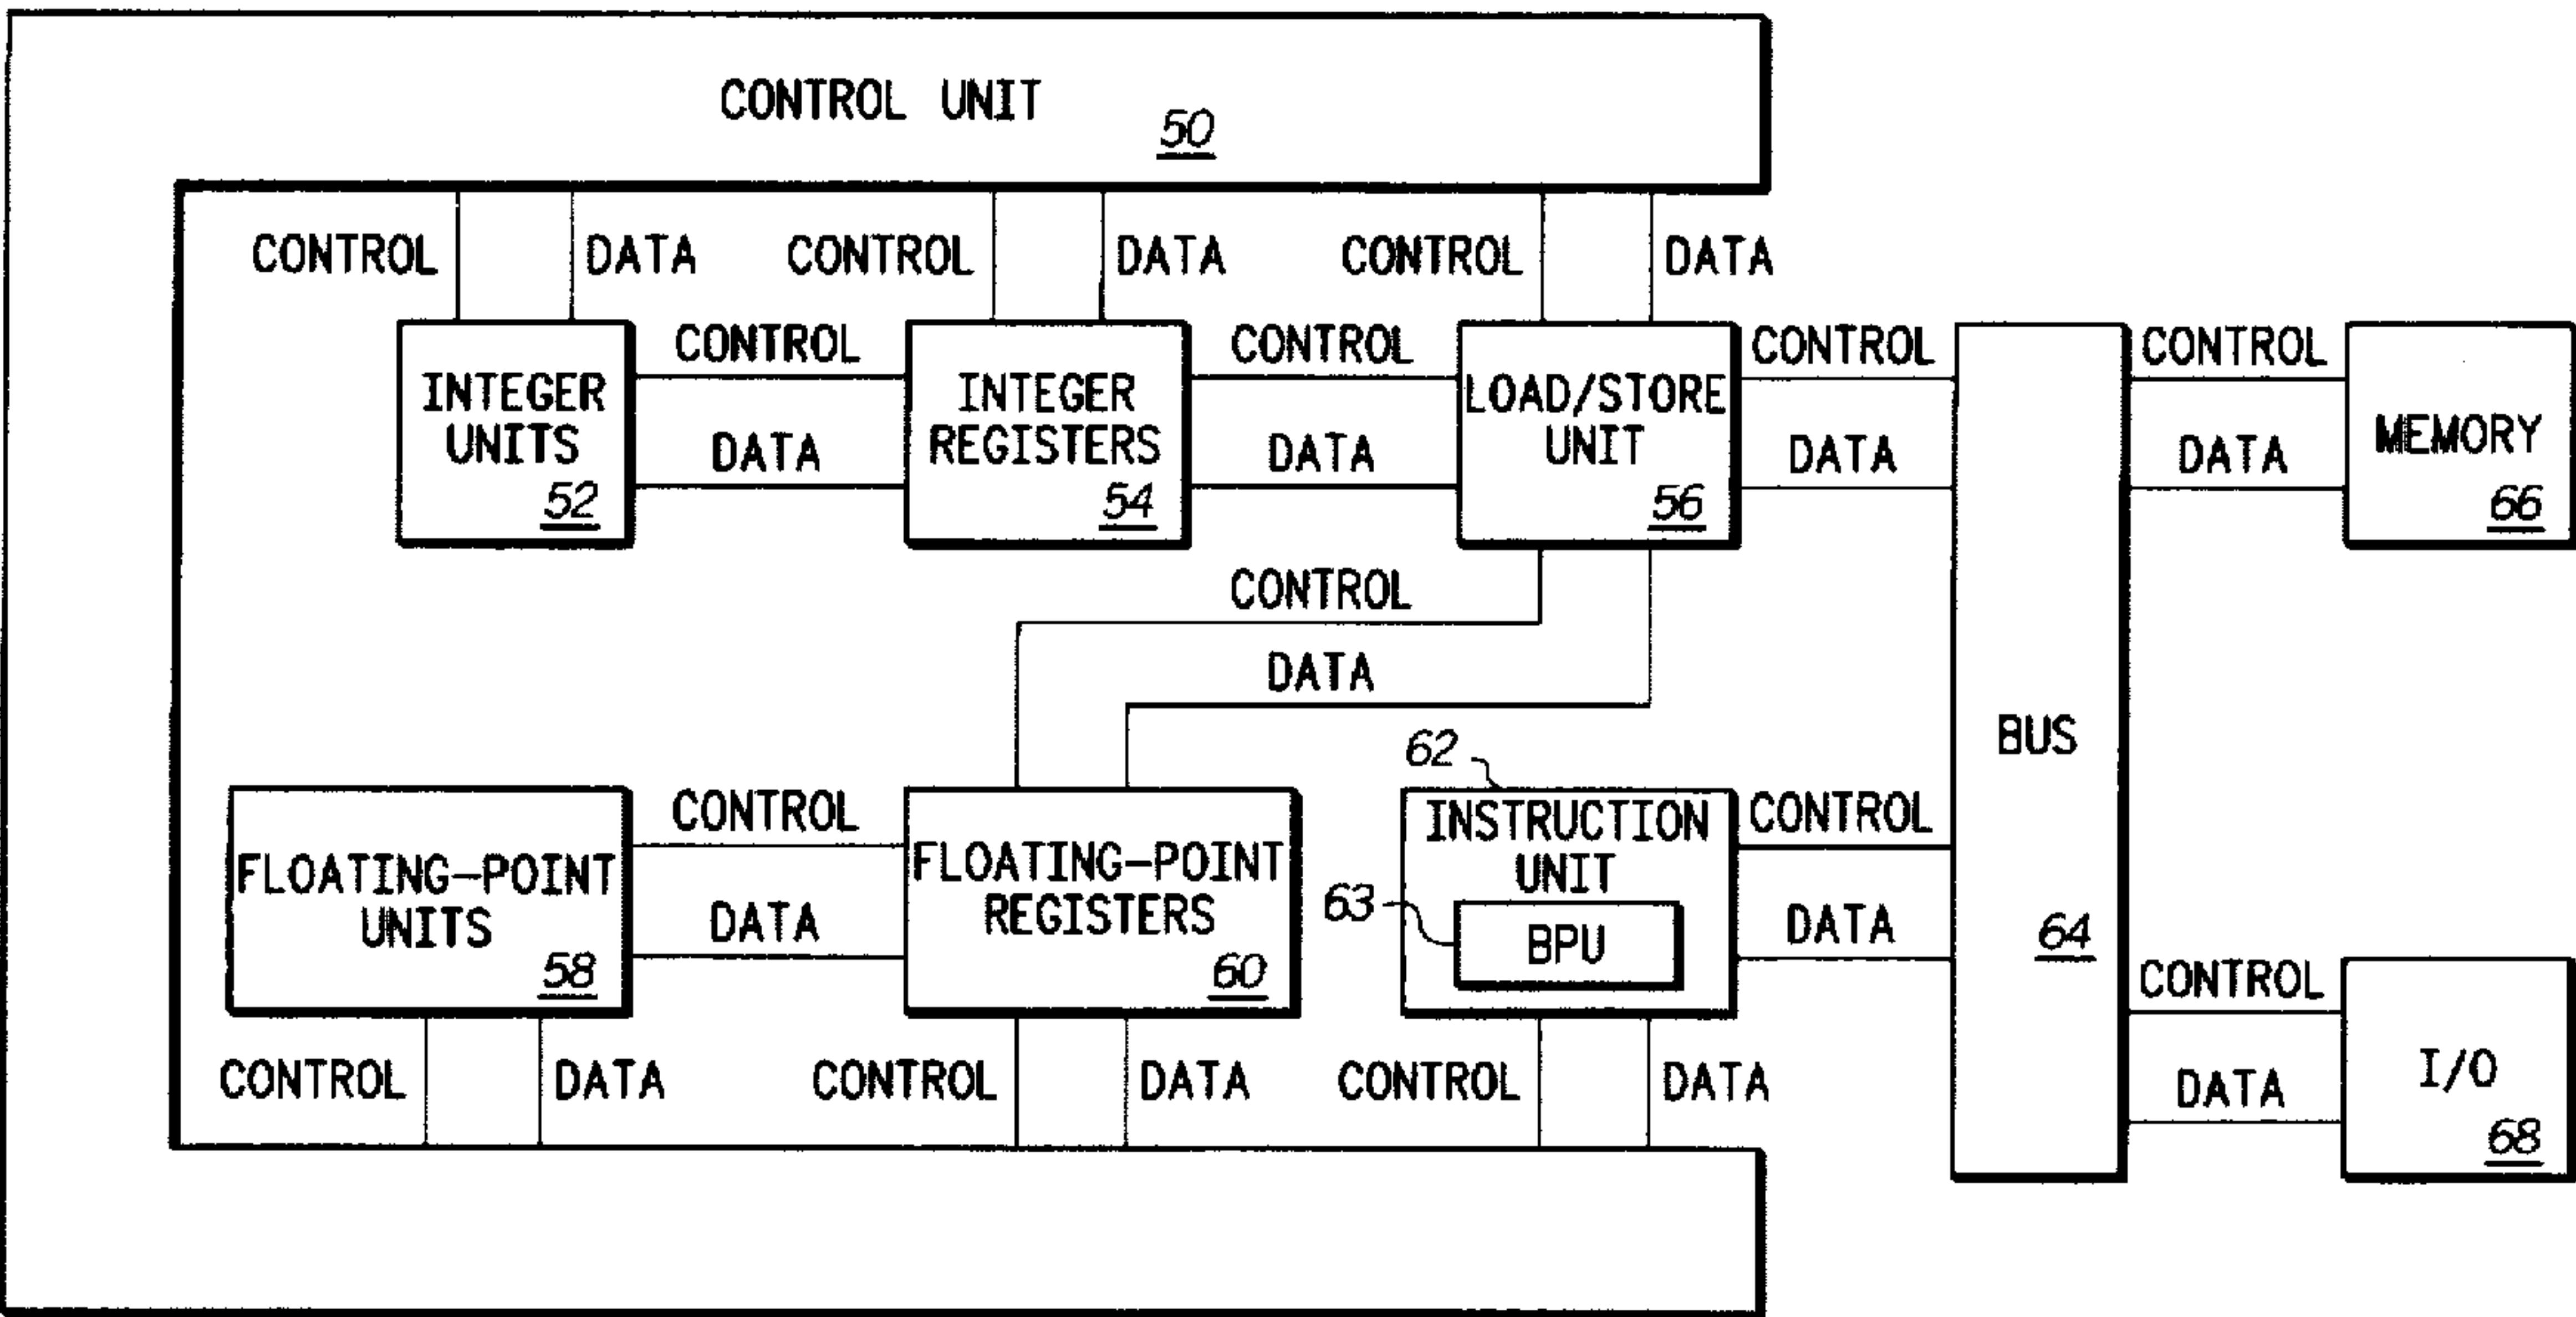 CONTROL UNIT
50
CONTROL DATA CONTROL DATA CONTROL DATA
CONTROL CONTROL CONTROL CONTROL
INTEGER UNITS
52
INTEGER REGISTERS
54
LOAD/STORE UNIT
56
MEMORY
66
DATA DATA DATA DATA
CONTROL
DATA
BUS
64
62
CONTROL CONTROL
FLOATING-POINT UNITS
58
FLOATING-POINT REGISTERS
60
INSTRUCTION UNIT
63
BPU
DATA DATA
CONTROL
DATA
I/O
68
CONTROL DATA CONTROL DATA CONTROL DATA